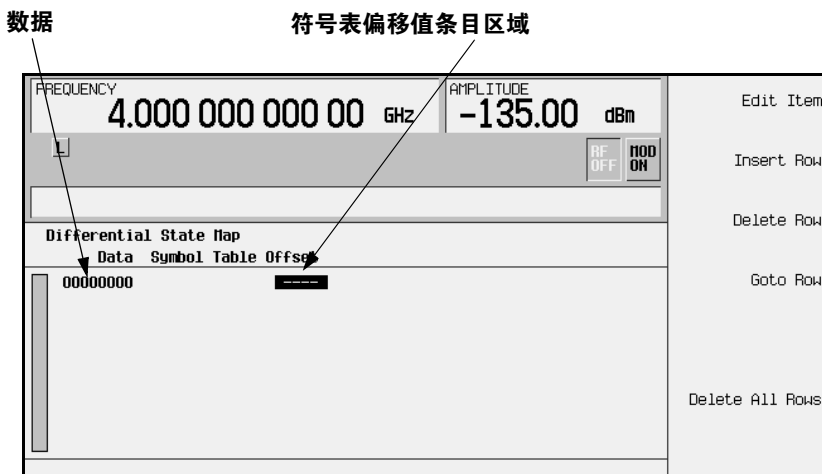 数据
符号表偏移值条目区域
FREQUENCY
4.000 000 000 00 GHz
AMPLITUDE
-135.00 dBm
L
RF OFF
MOD ON
Differential State Map
Data Symbol Table Offset
00000000 ----
Edit Item
Insert Row
Delete Row
Goto Row
Delete All Rows